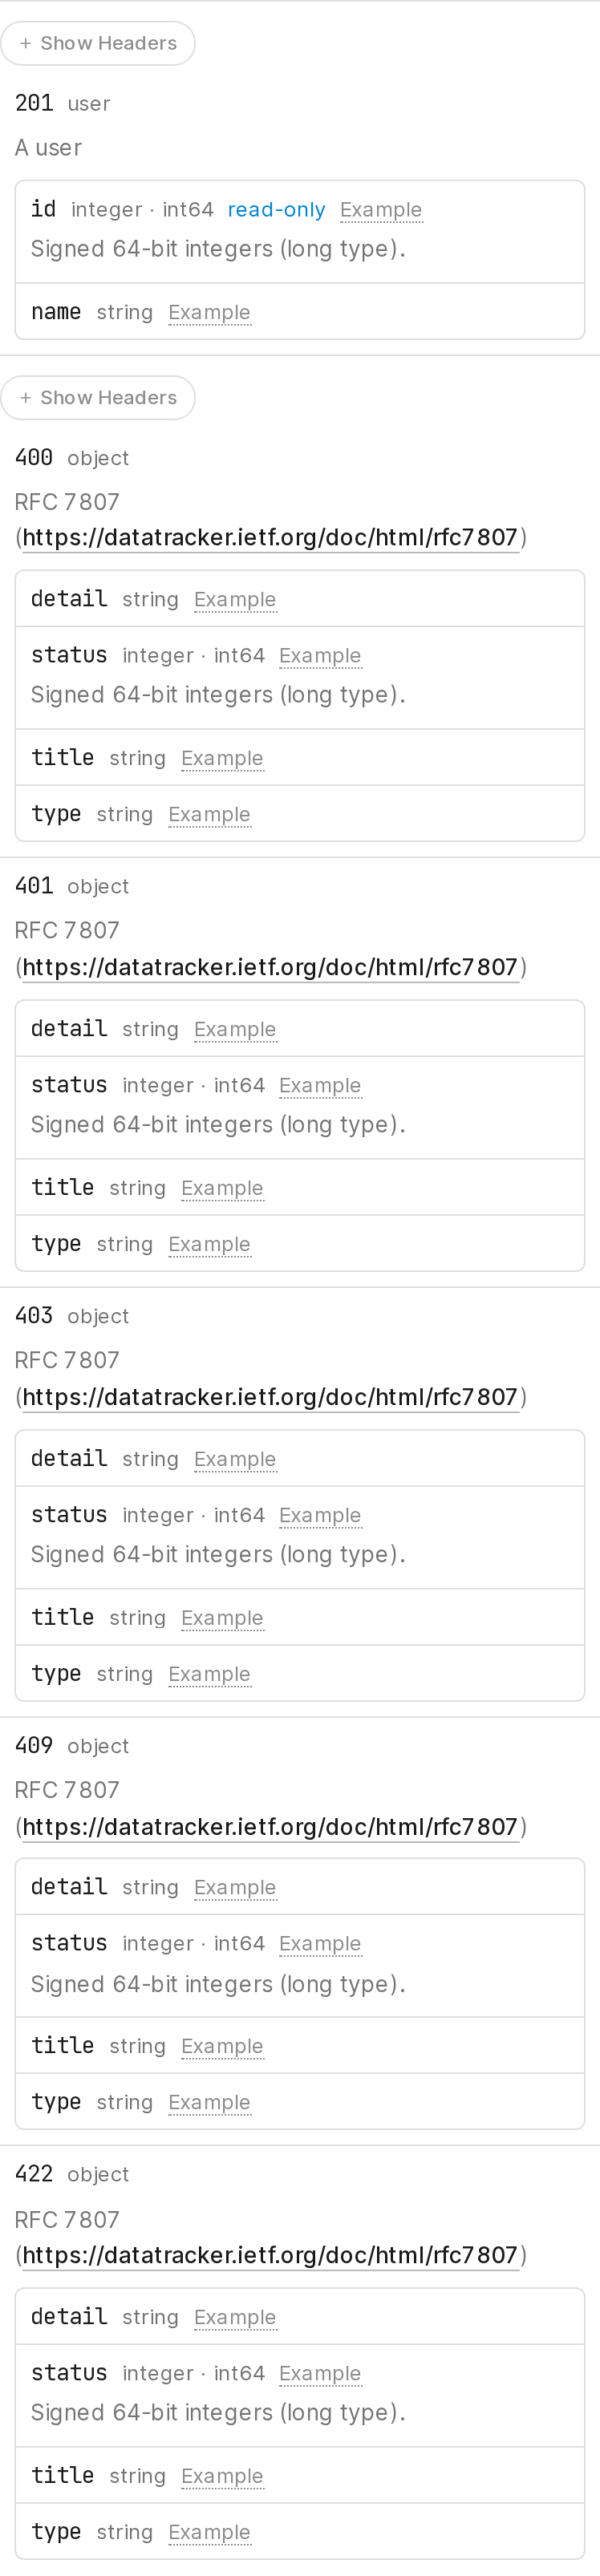 + Show Headers
201 user
A user
id integer · int64 read-only Example
Signed 64-bit integers (long type).
name string Example
+ Show Headers
400 object
RFC 7807
(https://datatracker.ietf.org/doc/html/rfc7807)
detail string Example
status integer · int64 Example
Signed 64-bit integers (long type).
title string Example
type string Example
401 object
RFC 7807
(https://datatracker.ietf.org/doc/html/rfc7807)
detail string Example
status integer · int64 Example
Signed 64-bit integers (long type).
title string Example
type string Example
403 object
RFC 7807
(https://datatracker.ietf.org/doc/html/rfc7807)
detail string Example
status integer · int64 Example
Signed 64-bit integers (long type).
title string Example
type string Example
409 object
RFC 7807
(https://datatracker.ietf.org/doc/html/rfc7807)
detail string Example
status integer · int64 Example
Signed 64-bit integers (long type).
title string Example
type string Example
422 object
RFC 7807
(https://datatracker.ietf.org/doc/html/rfc7807)
detail string Example
status integer · int64 Example
Signed 64-bit integers (long type).
title string Example
type string Example